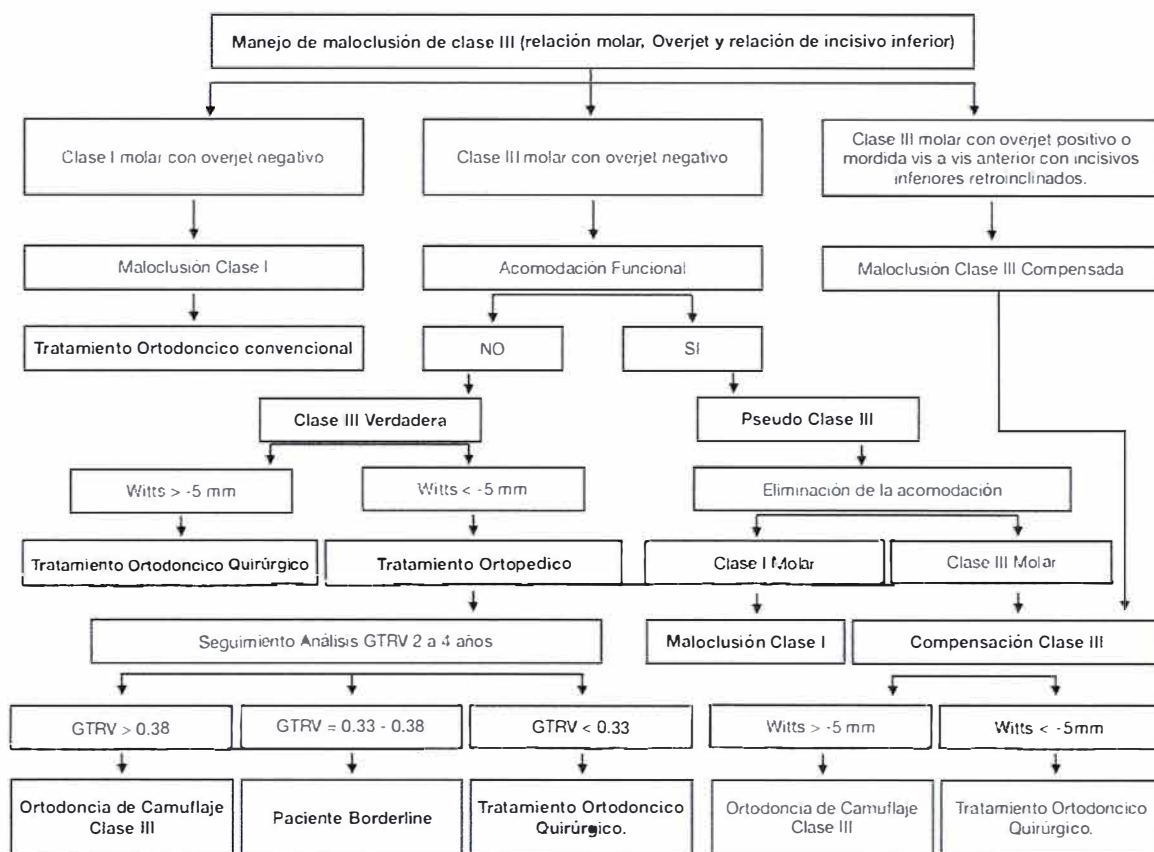 Manejo de maloclusión de clase III (relación molar, Overjet y relación de incisivo inferior)
Clase I molar con overjet negativo
Clase III molar con overjet negativo
Clase III molar con overjet positivo o
mordida vis a vis anterior con incisivos
inferiores retroinclinados.
Maloclusión Clase I
Acomodación Funcional
Maloclusión Clase III Compensada
Tratamiento Ortodoncico convencional
NO
SI
Clase III Verdadera
Pseudo Clase III
Witts > -5 mm
Witts < -5 mm
Eliminación de la acomodación
Tratamiento Ortodoncico Quirúrgico
Tratamiento Ortopedico
Clase I Molar
Clase III Molar
Seguimiento Análisis GTRV 2 a 4 años
Maloclusión Clase I
Compensación Clase III
GTRV > 0.38
GTRV = 0.33 - 0.38
GTRV < 0.33
Witts > -5 mm
Witts < -5mm
Ortodoncia de Camuflaje
Clase III
Paciente Borderline
Tratamiento Ortodoncico
Quirúrgico.
Ortodoncia de Camuflaje
Clase III
Tratamiento Ortodoncico
Quirúrgico.